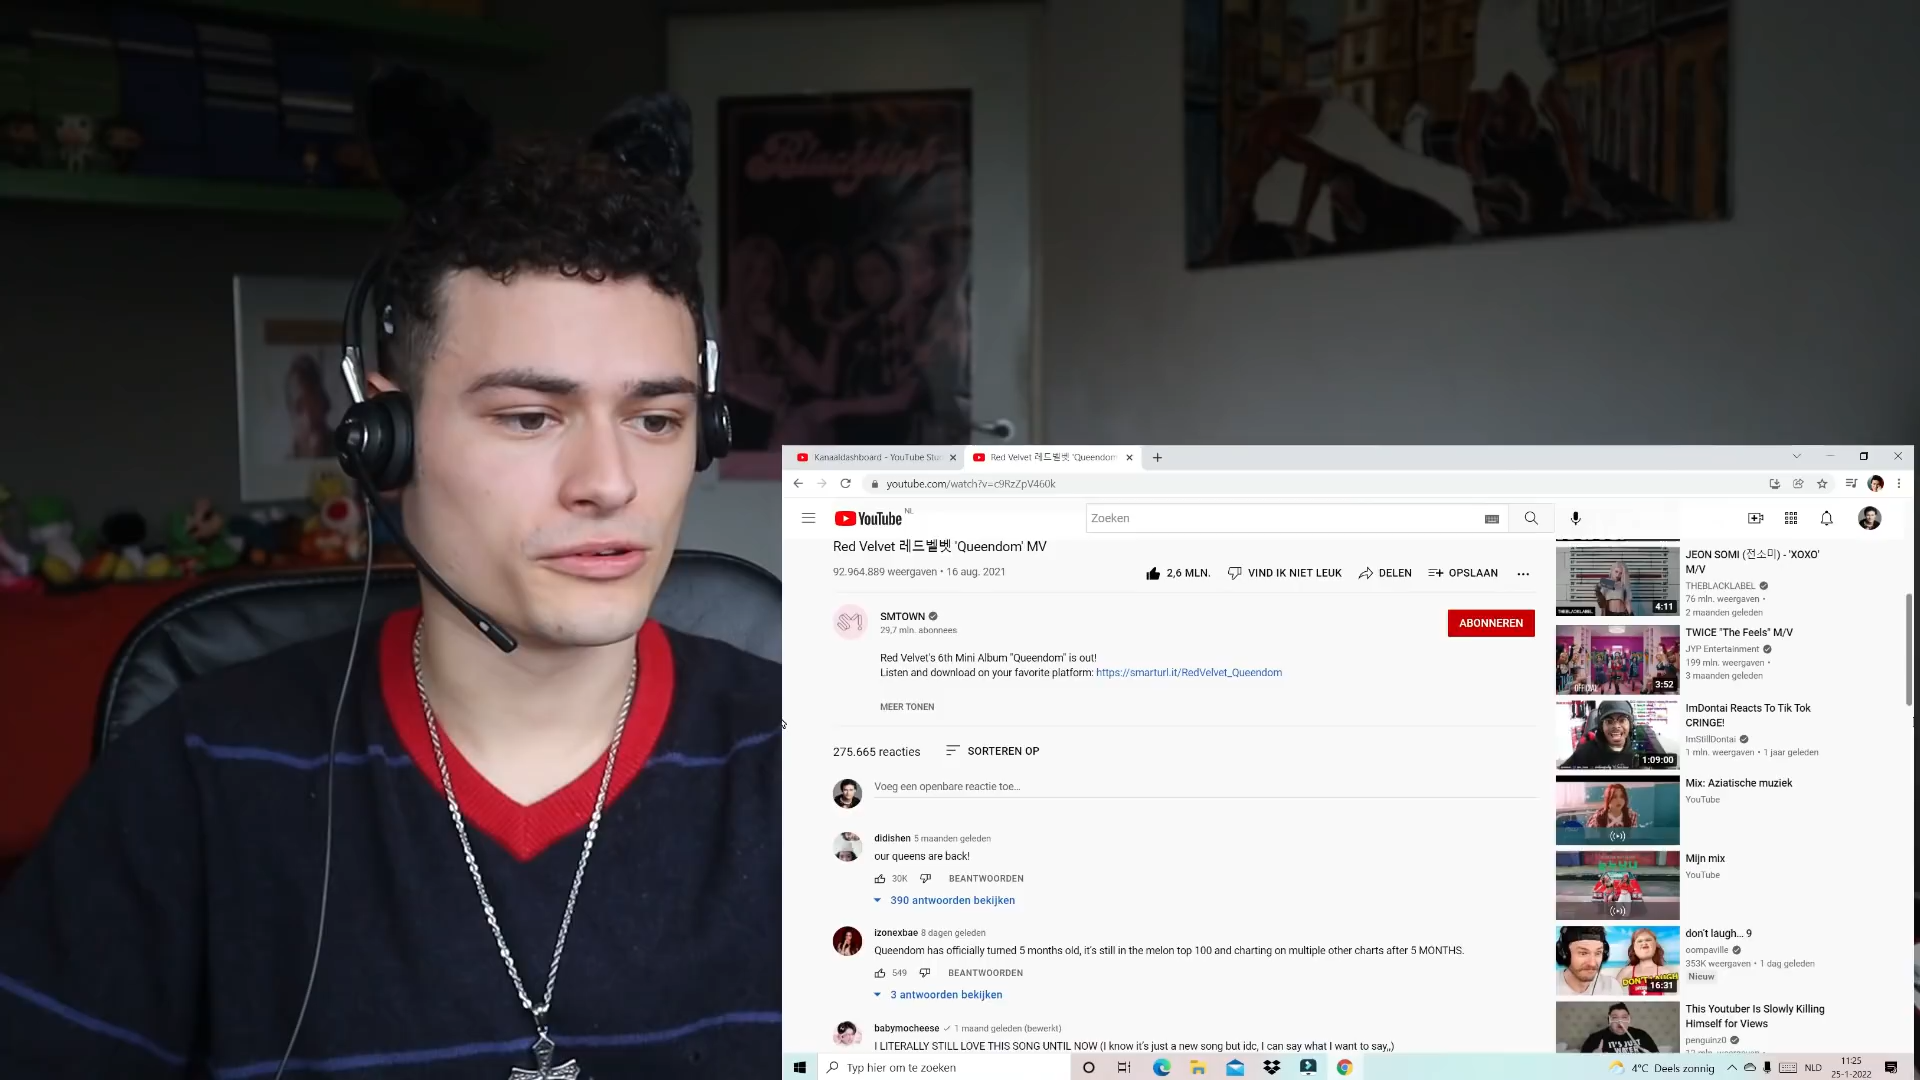 Blackpink
Kanaaldashboard - YouTube Stu
Red Velvet 레드벨벳 'Queendom'
youtube.com/watch?v=c9RzZpV460k
YouTube NL
Zoeken
Red Velvet 레드벨벳 'Queendom' MV
92.964.889 weergaven • 16 aug. 2021
2,6 MLN. VIND IK NIET LEUK DELEN OPSLAAN
SMTOWN
29,7 mln. abonnees
ABONNEREN
Red Velvet's 6th Mini Album "Queendom" is out!
Listen and download on your favorite platform: https://smarturl.it/RedVelvet_Queendom
MEER TONEN
275.665 reacties SORTEREN OP
Voeg een openbare reactie toe...
didishen 5 maanden geleden
our queens are back!
30K BEANTWOORDEN
390 antwoorden bekijken
izonexbae 8 dagen geleden
Queendom has officially turned 5 months old, it's still in the melon top 100 and charting on multiple other charts after 5 MONTHS.
549 BEANTWOORDEN
3 antwoorden bekijken
babymocheese 1 maand geleden (bewerkt)
I LITERALLY STILL LOVE THIS SONG UNTIL NOW (I know it's just a new song but idc, I can say what I want to say,,)
THEBLACKLABEL
4:11
JEON SOMI (전소미) - 'XOXO'
M/V
THEBLACKLABEL
76 mln. weergaven •
2 maanden geleden
OFFICIAL
3:52
TWICE "The Feels" M/V
JYP Entertainment
199 mln. weergaven •
3 maanden geleden
1:09:00
ImDontai Reacts To Tik Tok
CRINGE!
ImStillDontai
1 mln. weergaven • 1 jaar geleden
Mix: Aziatische muziek
YouTube
Mijn mix
YouTube
DON'T LAUGH
16:31
don't laugh... 9
oompaville
353K weergaven • 1 dag geleden
Nieuw
IT'S JUST
This Youtuber Is Slowly Killing
Himself for Views
penguinz0
Typ hier om te zoeken
4°C Deels zonnig
NLD
11:25
25-1-2022